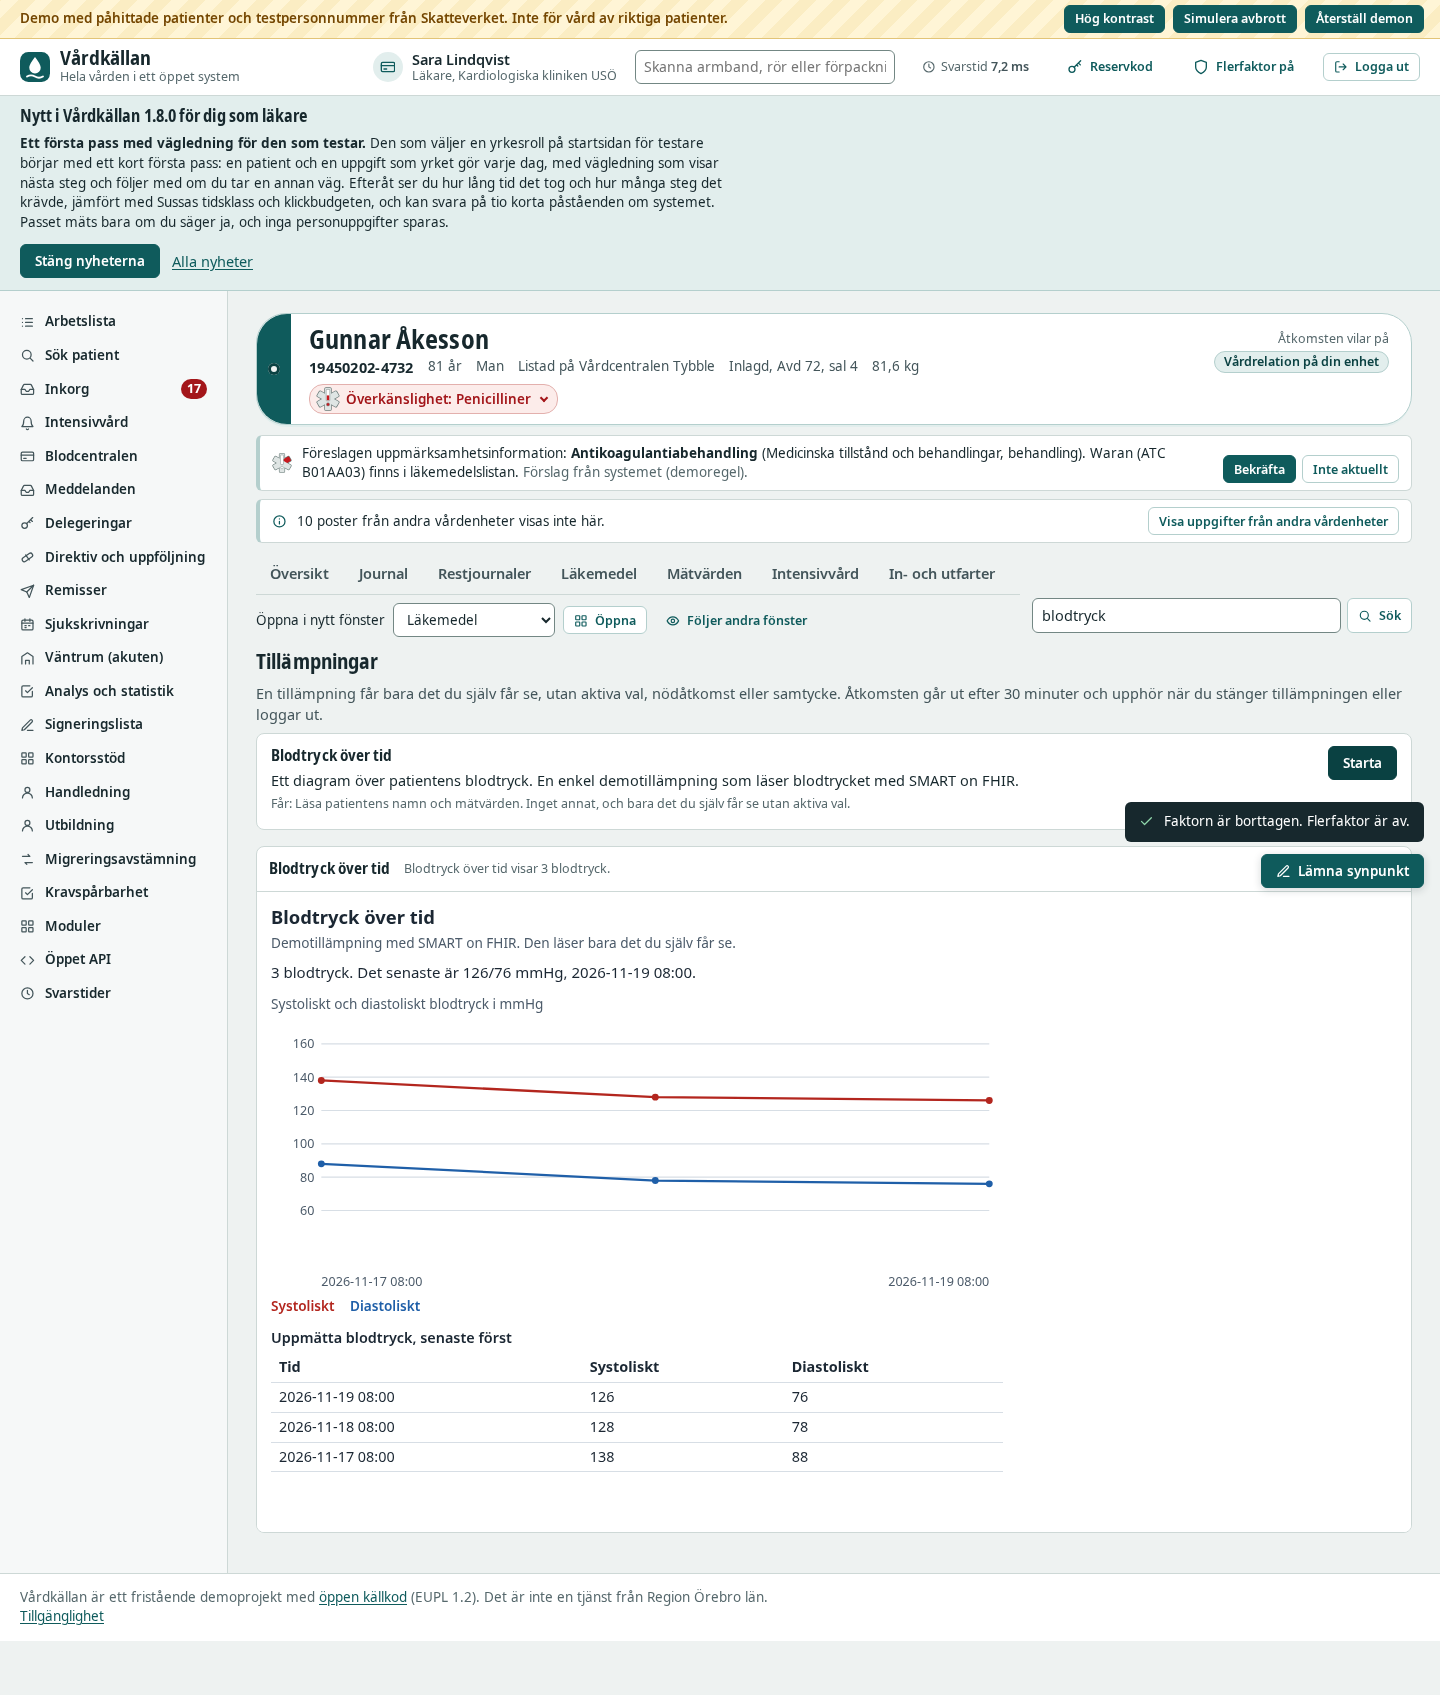 Demo med påhittade patienter och testpersonnummer från Skatteverket. Inte för vård av riktiga patienter.
Hög kontrast
Simulera avbrott
Återställ demon
Vårdkällan
Hela vården i ett öppet system
Sara Lindqvist
Läkare, Kardiologiska kliniken USÖ
Skanna armband, rör eller förpackni
Svarstid 7,2 ms
Reservkod
Flerfaktor på
Logga ut
Nytt i Vårdkällan 1.8.0 för dig som läkare
Ett första pass med vägledning för den som testar. Den som väljer en yrkesroll på startsidan för testare
börjar med ett kort första pass: en patient och en uppgift som yrket gör varje dag, med vägledning som visar
nästa steg och följer med om du tar en annan väg. Efteråt ser du hur lång tid det tog och hur många steg det
krävde, jämfört med Sussas tidsklass och klickbudgeten, och kan svara på tio korta påståenden om systemet.
Passet mäts bara om du säger ja, och inga personuppgifter sparas.
Stäng nyheterna
Alla nyheter
Arbetslista
Sök patient
Inkorg
17
Intensivvård
Blodcentralen
Meddelanden
Delegeringar
Direktiv och uppföljning
Remisser
Sjukskrivningar
Väntrum (akuten)
Analys och statistik
Signeringslista
Kontorsstöd
Handledning
Utbildning
Migreringsavstämning
Kravspårbarhet
Moduler
Öppet API
Svarstider
Gunnar Åkesson
19450202-4732
81 år
Man
Listad på Vårdcentralen Tybble
Inlagd, Avd 72, sal 4
81,6 kg
Överkänslighet: Penicilliner
Åtkomsten vilar på
Vårdrelation på din enhet
Föreslagen uppmärksamhetsinformation: Antikoagulantiabehandling (Medicinska tillstånd och behandlingar, behandling). Waran (ATC
B01AA03) finns i läkemedelslistan. Förslag från systemet (demoregel).
Bekräfta
Inte aktuellt
10 poster från andra vårdenheter visas inte här.
Visa uppgifter från andra vårdenheter
Översikt
Journal
Restjournaler
Läkemedel
Mätvärden
Intensivvård
In- och utfarter
Öppna i nytt fönster
Läkemedel
Öppna
Följer andra fönster
blodtryck
Sök
Tillämpningar
En tillämpning får bara det du själv får se, utan aktiva val, nödåtkomst eller samtycke. Åtkomsten går ut efter 30 minuter och upphör när du stänger tillämpningen eller
loggar ut.
Blodtryck över tid
Ett diagram över patientens blodtryck. En enkel demotillämpning som läser blodtrycket med SMART on FHIR.
Får: Läsa patientens namn och mätvärden. Inget annat, och bara det du själv får se utan aktiva val.
Starta
Faktorn är borttagen. Flerfaktor är av.
Blodtryck över tid
Blodtryck över tid visar 3 blodtryck.
Lämna synpunkt
Blodtryck över tid
Demotillämpning med SMART on FHIR. Den läser bara det du själv får se.
3 blodtryck. Det senaste är 126/76 mmHg, 2026-11-19 08:00.
Systoliskt och diastoliskt blodtryck i mmHg
160
140
120
100
80
60
2026-11-17 08:00
2026-11-19 08:00
Systoliskt
Diastoliskt
Uppmätta blodtryck, senaste först
Tid
Systoliskt
Diastoliskt
2026-11-19 08:00
126
76
2026-11-18 08:00
128
78
2026-11-17 08:00
138
88
Vårdkällan är ett fristående demoprojekt med öppen källkod (EUPL 1.2). Det är inte en tjänst från Region Örebro län.
Tillgänglighet